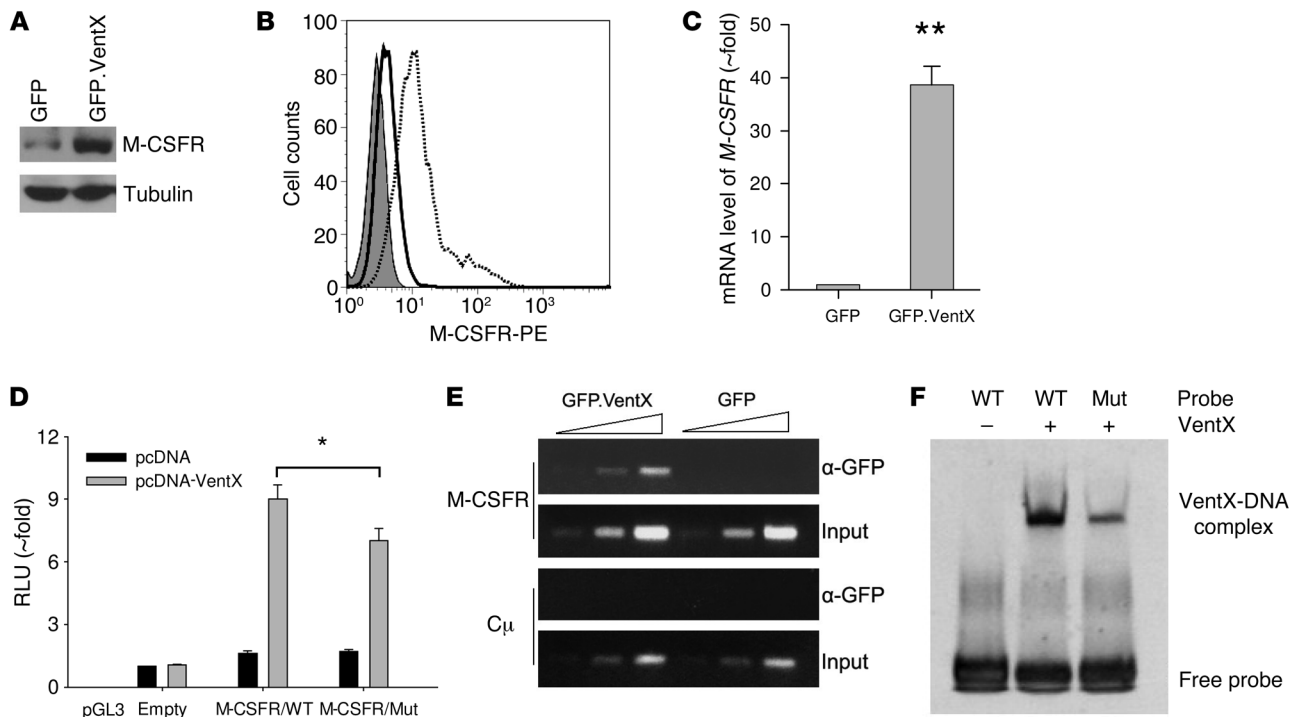 A
GFP
GFP.VentX
M-CSFR
Tubulin
B
100
80
60
40
20
0
Cell counts
10⁰ 10¹ 10² 10³
M-CSFR-PE
C
50
40
30
20
10
0
mRNA level of M-CSFR (~fold)
**
GFP GFP.VentX
D
12
9
6
3
0
RLU (~fold)
pcDNA
pcDNA-VentX
*
pGL3 Empty M-CSFR/WT M-CSFR/Mut
E
GFP.VentX GFP
M-CSFR
α-GFP
Input
Cμ
α-GFP
Input
F
WT WT Mut Probe
– + + VentX
VentX-DNA
complex
Free probe